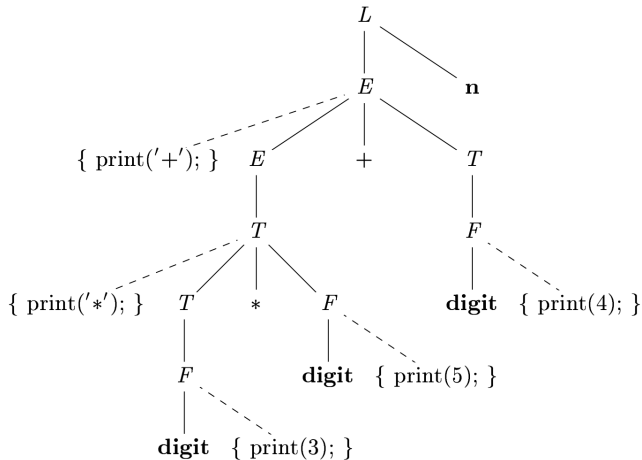 L
E n
{ print('+'); } E + T
T F
{ print('*'); } T * F digit { print(4); }
F digit { print(5); }
digit { print(3); }